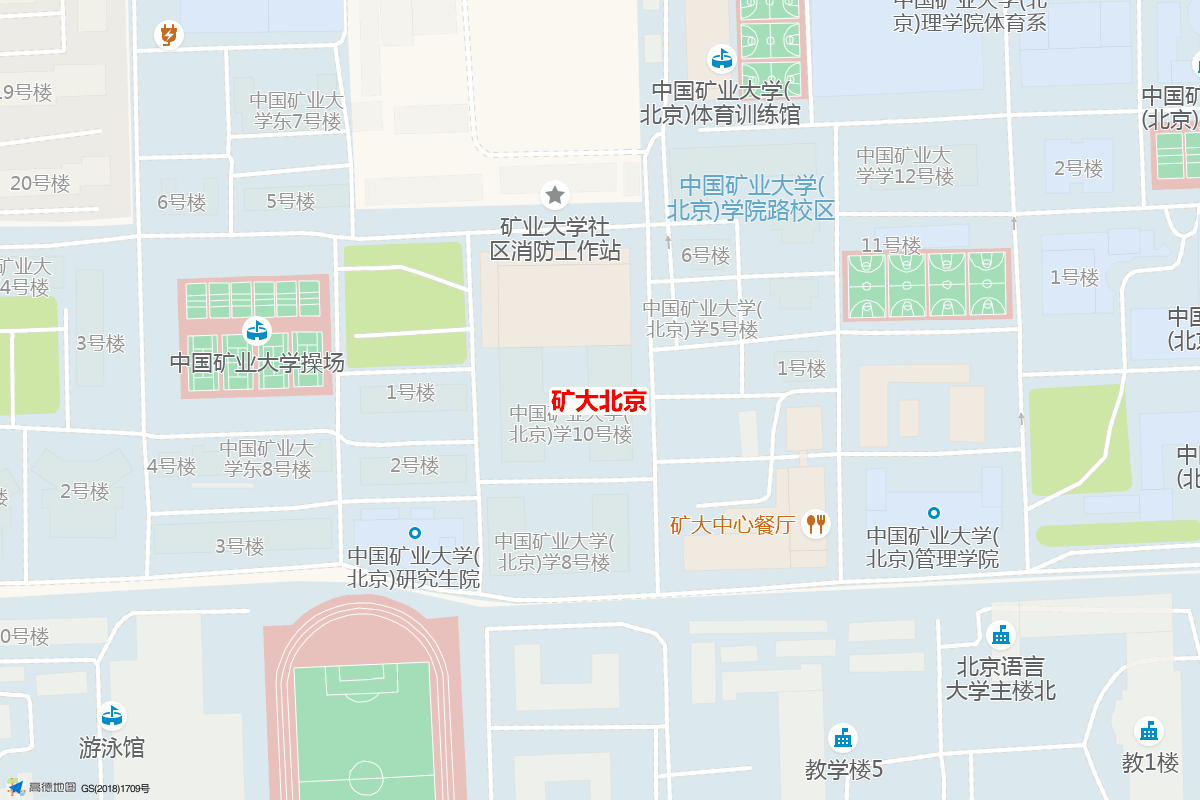 中国矿业大学(北
京)理学院体育系
19号楼
中国矿业大
学东7号楼
中国矿业大学(
北京)体育训练馆
中国矿
(北京)
20号楼
6号楼
5号楼
中国矿业大
学学12号楼
2号楼
中国矿业大学(
北京)学院路校区
矿业大学社
区消防工作站
矿业大
4号楼
6号楼
11号楼
1号楼
中国矿业大学(
北京)学5号楼
中国
(北京
3号楼
中国矿业大学操场
1号楼
1号楼
矿大北京
中国矿业大学(
北京)学10号楼
中国矿业大
学东8号楼
4号楼
2号楼
2号楼
楼
中国
(北
矿大中心餐厅
中国矿业大学(
北京)管理学院
3号楼
中国矿业大学(
北京)研究生院
中国矿业大学(
北京)学8号楼
0号楼
北京语言
大学主楼北
游泳馆
教学楼5
教1楼
高德地图 GS(2018)1709号